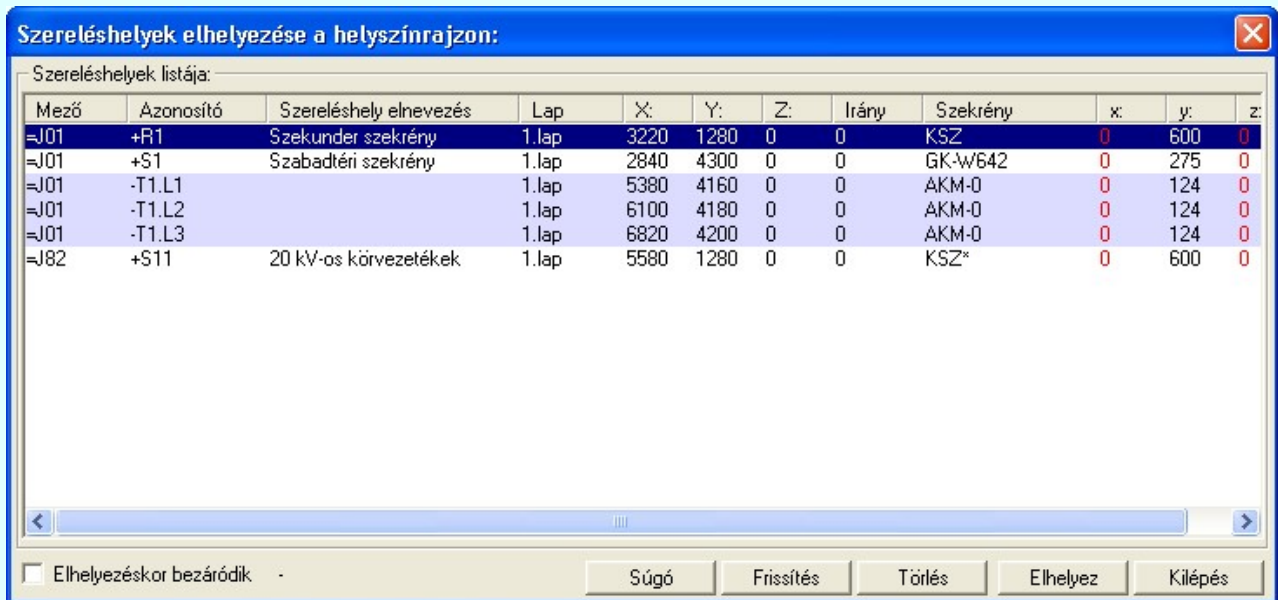 Szereléshelyek elhelyezése a helyszínrajzon:
Szereléshelyek listája:
Mező Azonosító Szereléshely elnevezés Lap X: Y: Z: Irány Szekrény x: y: z:
=J01 +R1 Szekunder szekrény 1.lap 3220 1280 0 0 KSZ 0 600 0
=J01 +S1 Szabadtéri szekrény 1.lap 2840 4300 0 0 GK-W642 0 275 0
=J01 -T1.L1 1.lap 5380 4160 0 0 AKM-0 0 124 0
=J01 -T1.L2 1.lap 6100 4180 0 0 AKM-0 0 124 0
=J01 -T1.L3 1.lap 6820 4200 0 0 AKM-0 0 124 0
=J82 +S11 20 kV-os körvezetékek 1.lap 5580 1280 0 0 KSZ* 0 600 0
Elhelyezéskor bezáródik - Súgó Frissítés Törlés Elhelyez Kilépés